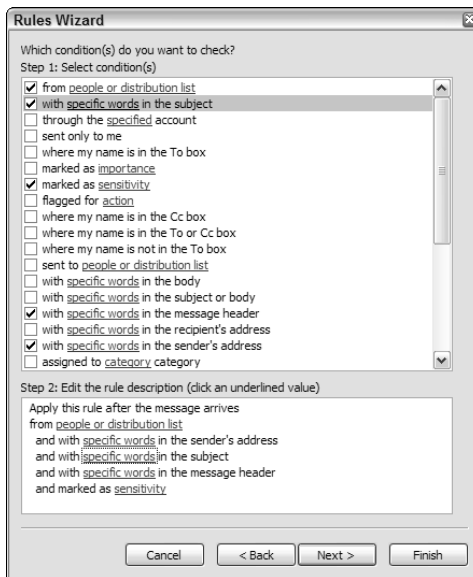 Rules Wizard
Which condition(s) do you want to check?
Step 1: Select condition(s)
from people or distribution list
with specific words in the subject
through the specified account
sent only to me
where my name is in the To box
marked as importance
marked as sensitivity
flagged for action
where my name is in the Cc box
where my name is in the To or Cc box
where my name is not in the To box
sent to people or distribution list
with specific words in the body
with specific words in the subject or body
with specific words in the message header
with specific words in the recipient's address
with specific words in the sender's address
assigned to category category
Step 2: Edit the rule description (click an underlined value)
Apply this rule after the message arrives
from people or distribution list
and with specific words in the sender's address
and with specific words in the subject
and with specific words in the message header
and marked as sensitivity
Cancel < Back Next > Finish